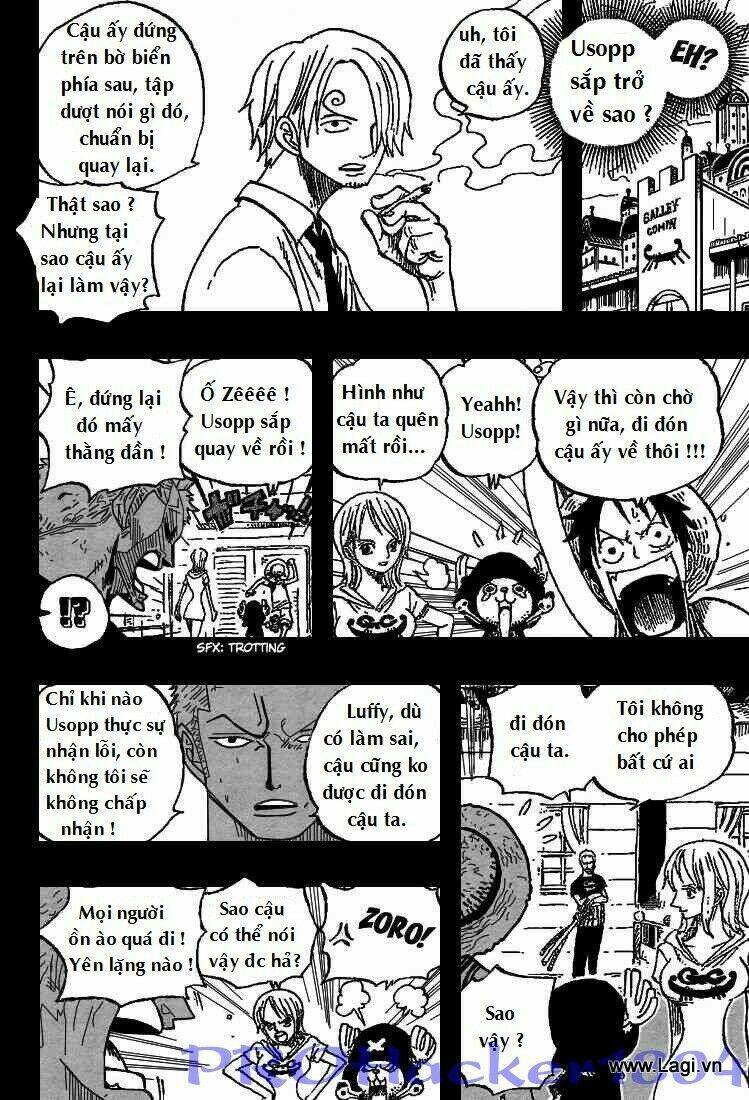 EH?
Usopp
sắp trở
về sao ?
GALLEY
COMPN
uh, tôi
đã thấy
cậu ấy.
Cậu ấy đứng
trên bờ biển
phía sau, tập
dượt nói gì đó,
chuẩn bị
quay lại.
Thật sao ?
Nhưng tại
sao cậu ấy
lại làm vậy?
Vậy thì còn chờ
gì nữa, đi đón
cậu ấy về thôi !!!
Yeahh!
Usopp!
Hình như
cậu ta quên
mất rồi...
Ố Zêêêê !
Usopp sắp
quay về rồi !
Ê, đứng lại
đó mấy
thằng đần !
!?
SFX: TROTTING
Tôi không
cho phép
bất cứ ai
đi đón
cậu ta.
Sao
vậy ?
Luffy, dù
có làm sai,
cậu cũng ko
được đi đón
cậu ta.
Chỉ khi nào
Usopp thực sự
nhận lỗi, còn
không tôi sẽ
không chấp
nhận !
ZORO!
Sao cậu
có thể nói
vậy dc hả?
Mọi người
ồn ào quá đi !
Yên lặng nào !
PROHacker1884
www.Lagi.vn